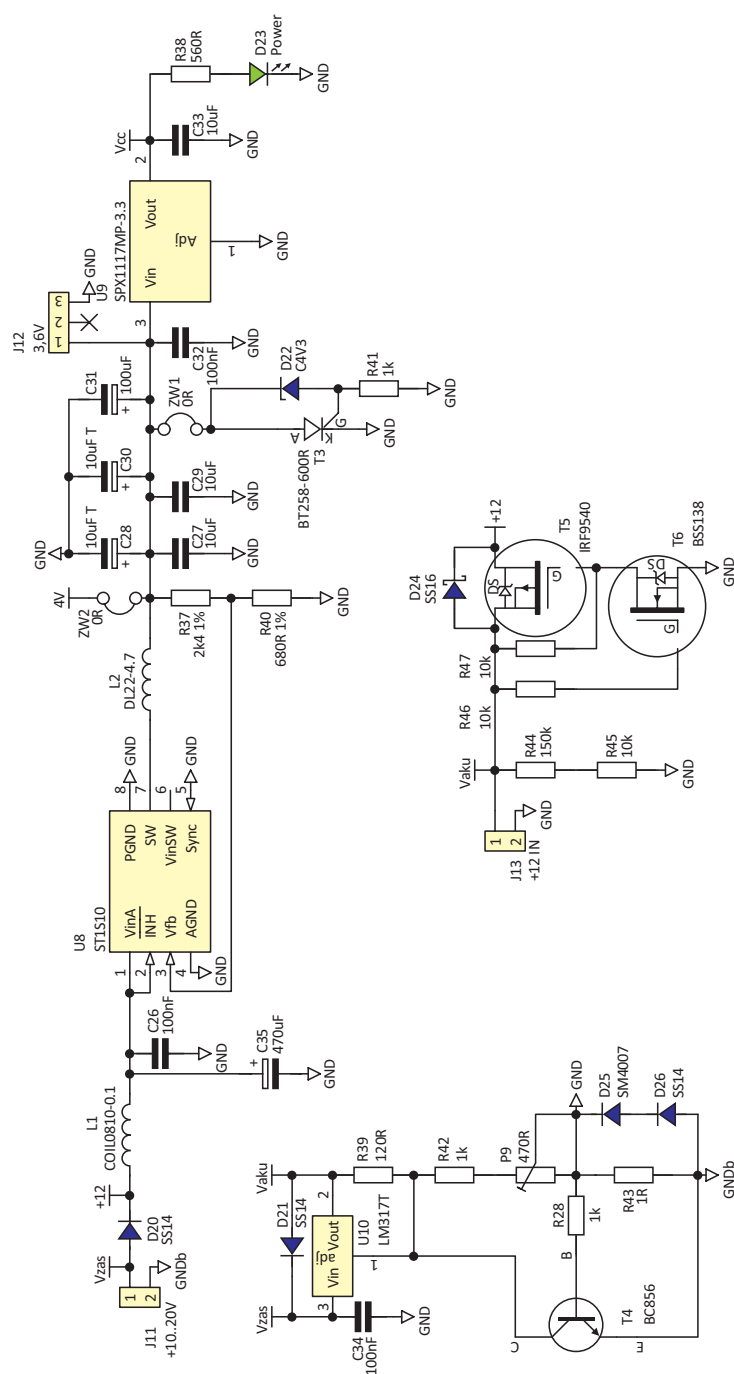 J11
+10..20V
1
2
Vzas
GNDb
D20
SS14
+12
L1
COIL0810-0.1
C26
100nF
GND
C35
470uF
+
GND
U8
ST1S10
VinA
INH
Vfb
AGND
PGND
SW
VinSW
Sync
1
2
3
4
8
7
6
5
GND
GND
GND
L2
DL22-4.7
4V
ZW2
0R
R37
2k4 1%
R40
680R 1%
GND
GND
10uF T
C28
+
10uF T
C30
+
C31
100uF
+
C27
10uF
GND
C29
10uF
GND
ZW1
0R
BT258-600R
T3
A
K
G
GND
D22
C4V3
R41
1k
GND
J12
3,6V
1
2
3
GND
C32
100nF
GND
U9
SPX1117MP-3.3
Vin
Vout
Adj
3
2
1
GND
Vcc
C33
10uF
GND
R38
560R
D23
Power
GND
Vzas
Vaku
D21
SS14
C34
100nF
GND
U10
LM317T
Vin
Vout
adj
3
2
1
R39
120R
R42
1k
P9
470R
GND
R28
1k
R43
1R
D25
SM4007
D26
SS14
GNDb
T4
BC856
B
C
E
J13
+12 IN
1
2
GND
Vaku
R44
150k
R45
10k
GND
R46
10k
R47
10k
D24
SS16
+12
T5
IRF9540
DS
G
T6
BSS138
DS
G
GND